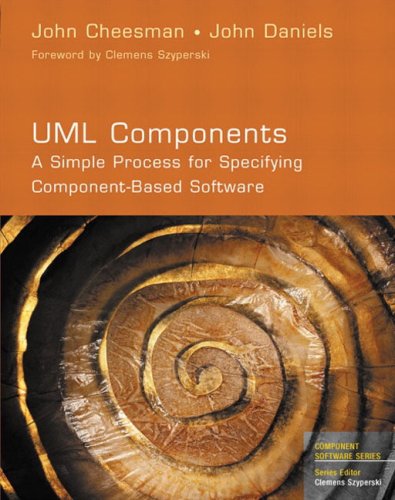 John Cheesman • John Daniels
Foreword by Clemens Szyperski
UML Components
A Simple Process for Specifying
Component-Based Software
COMPONENT
SOFTWARE SERIES
Series Editor
Clemens Szyperski